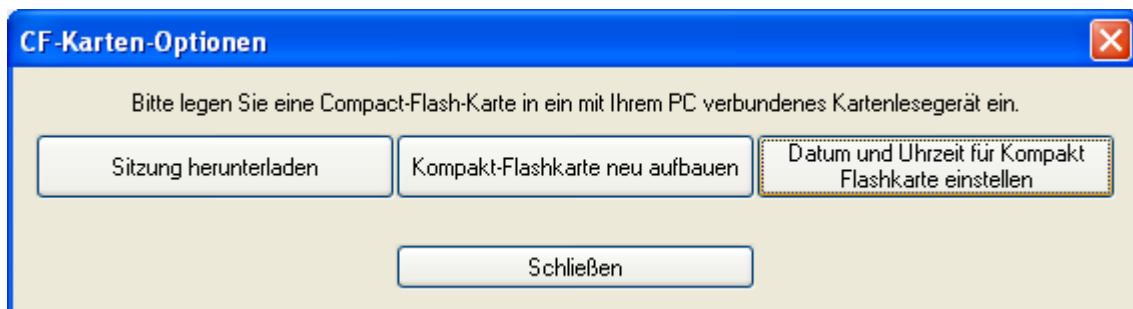 CF-Karten-Optionen
Bitte legen Sie eine Compact-Flash-Karte in ein mit Ihrem PC verbundenes Kartenlesegerät ein.
Sitzung herunterladen
Kompakt-Flashkarte neu aufbauen
Datum und Uhrzeit für Kompakt
Flashkarte einstellen
Schließen